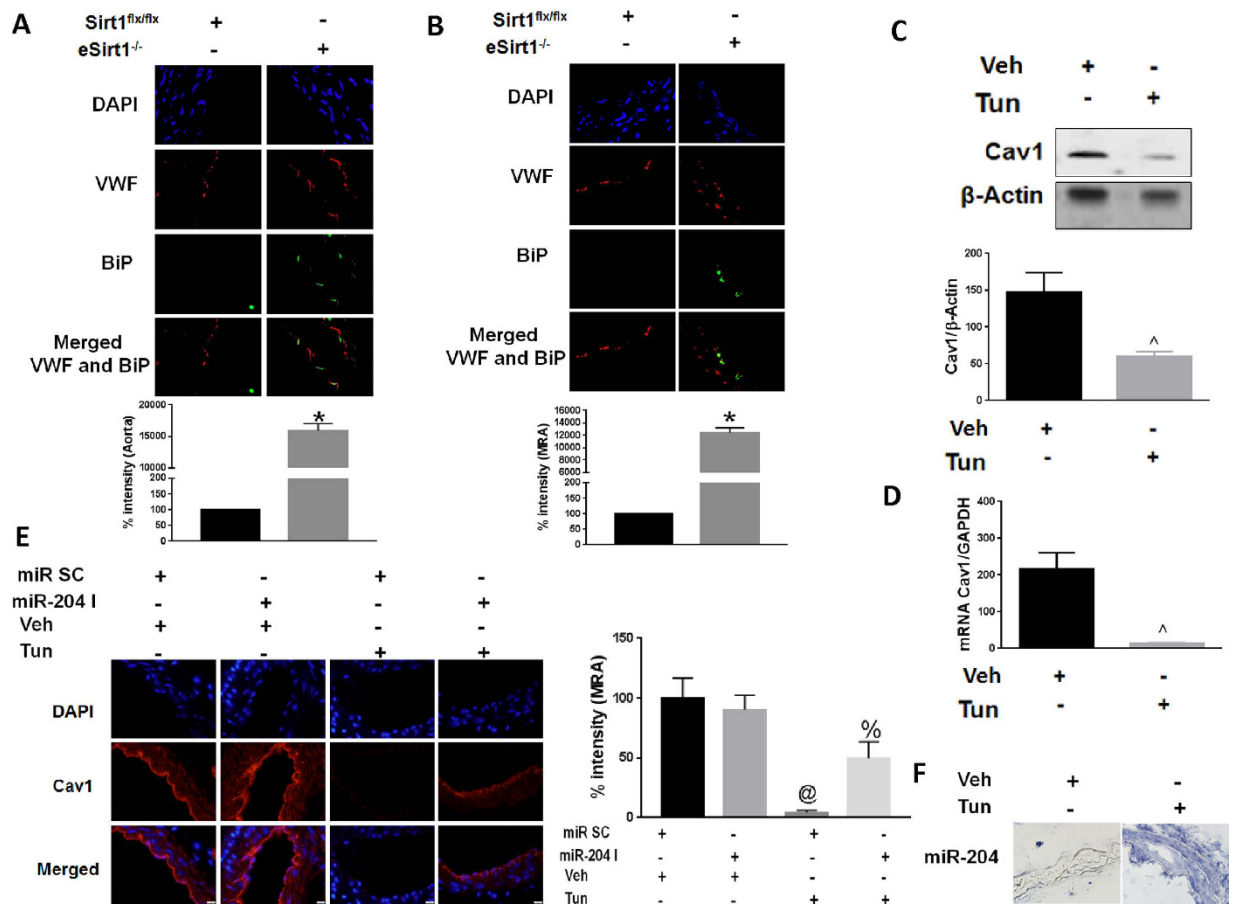 A
Sirt1flx/flx + -
eSirt1-/- - +
DAPI
VWF
BiP
Merged
VWF and BiP
% intensity (Aorta)
20000
15000
10000
200
150
100
50
0
*
B
Sirt1flx/flx + -
eSirt1-/- - +
DAPI
VWF
BiP
Merged
VWF and BiP
% intensity (MRA)
16000
14000
12000
10000
8000
6000
200
150
100
50
0
*
C
Veh + -
Tun - +
Cav1
β-Actin
Cav1/β-Actin
200
150
100
50
0
^
Veh + -
Tun - +
D
mRNA Cav1/GAPDH
400
300
200
100
0
^
Veh + -
Tun - +
E
miR SC + - + -
miR-204 I - + - +
Veh + + - -
Tun - - + +
DAPI
Cav1
Merged
% intensity (MRA)
150
100
50
0
@
%
miR SC + - + -
miR-204 I - + - +
Veh + + - -
Tun - - + +
F
Veh + -
Tun - +
miR-204